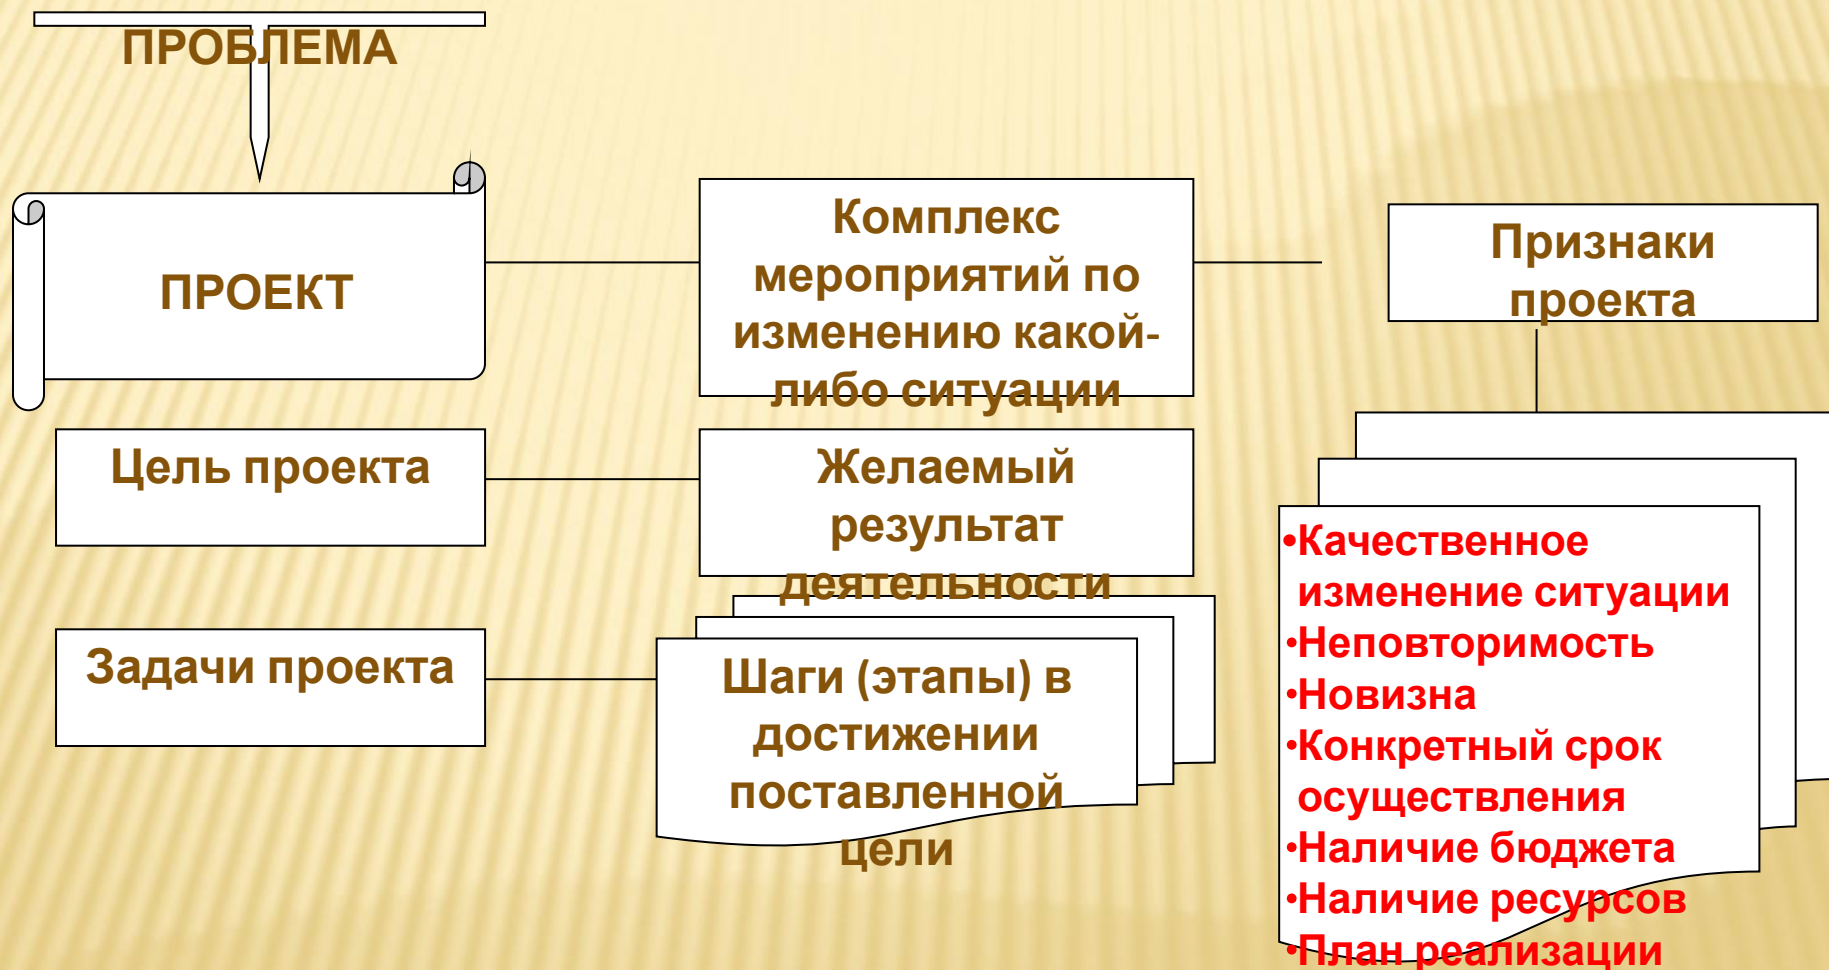 ПРОБЛЕМА
ПРОЕКТ
Комплекс
мероприятий по
изменению какой-
либо ситуации
Признаки
проекта
Цель проекта
Желаемый
результат
деятельности
Задачи проекта
Шаги (этапы) в
достижении
поставленной
цели
•Качественное
изменение ситуации
•Неповторимость
•Новизна
•Конкретный срок
осуществления
•Наличие бюджета
•Наличие ресурсов
•План реализации